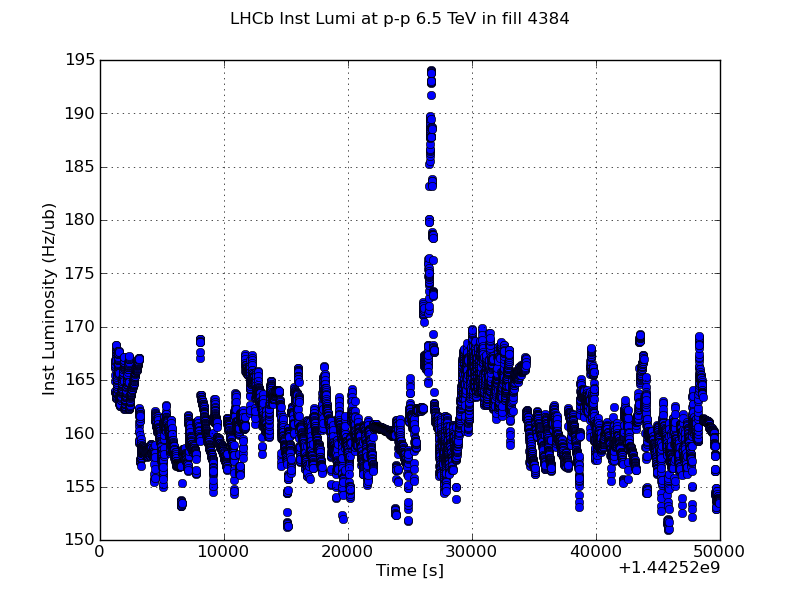 LHCb Inst Lumi at p-p 6.5 TeV in fill 4384
195
190
185
180
175
170
165
160
155
150
Inst Luminosity (Hz/ub)
0 10000 20000 30000 40000 50000
Time [s]
+1.44252e9